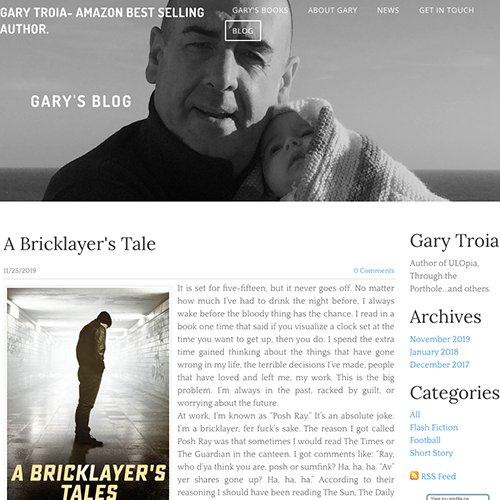 GARY TROIA- AMAZON BEST SELLING
AUTHOR.
GARY'S BOOKS
ABOUT GARY
NEWS
GET IN TOUCH
BLOG
GARY'S BLOG
A Bricklayer's Tale
11/25/2019
0 Comments
It is set for five-fifteen, but it never goes off. No matter
how much I've had to drink the night before, I always
wake before the bloody thing has the chance. I read in a
book one time that said if you visualize a clock set at the
time you want to get up, then you do. I spend the extra
time gained thinking about the things that have gone
wrong in my life, the terrible decisions I've made, people
that have loved and left me, my work. This is the big
problem. I'm always in the past, racked by guilt, or
worrying about the future.
At work, I'm known as "Posh Ray." It's an absolute joke.
I'm a bricklayer, fer fuck's sake. The reason I got called
Posh Ray was that sometimes I would read The Times or
The Guardian in the canteen. I got comments like: "Ray,
who d'ya think you are, posh or sumfink? Ha, ha, ha. "Av"
yer shares gone up? Ha, ha, ha." According to their
reasoning I should have been reading The Sun, The Daily
A BRICKLAYER'S
TALES
Gary Troia
Author of ULOpia,
Through the
Porthole...and others.
Archives
November 2019
January 2018
December 2017
Categories
All
Flash Fiction
Football
Short Story
RSS Feed